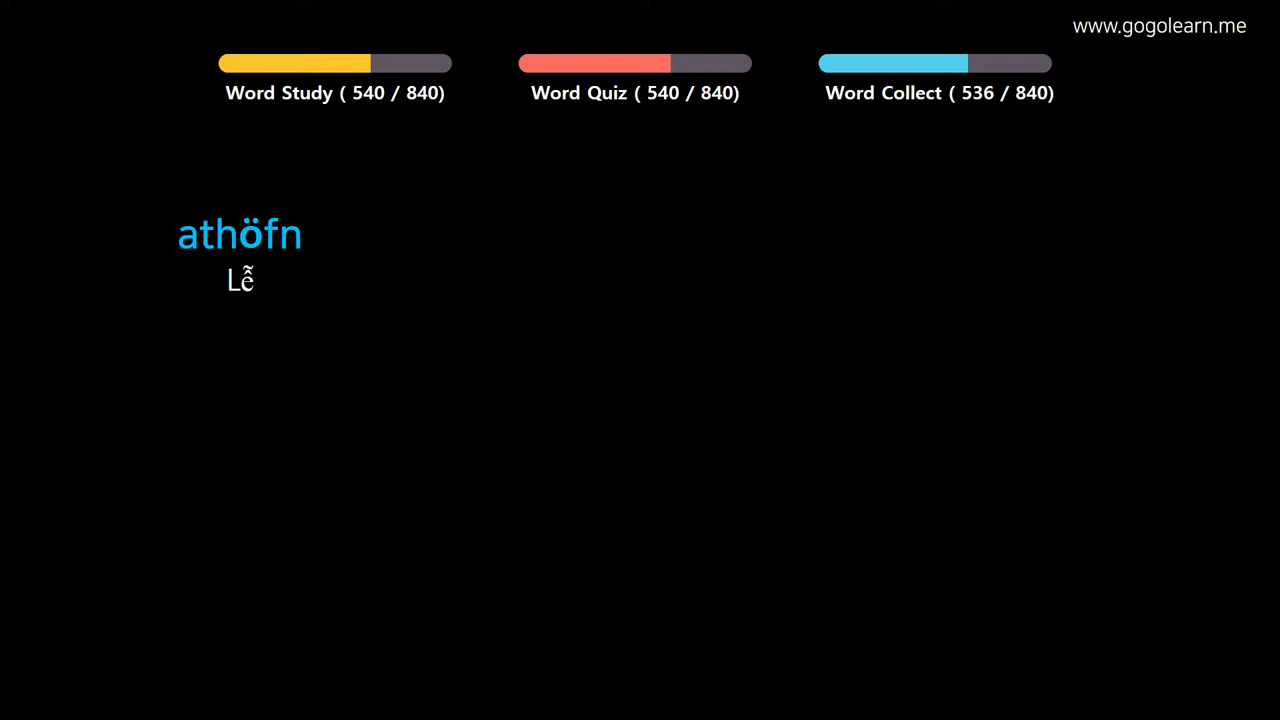 www.gogolearn.me
Word Study ( 540 / 840)
Word Quiz ( 540 / 840)
Word Collect ( 536 / 840)
athöfn
Lễ